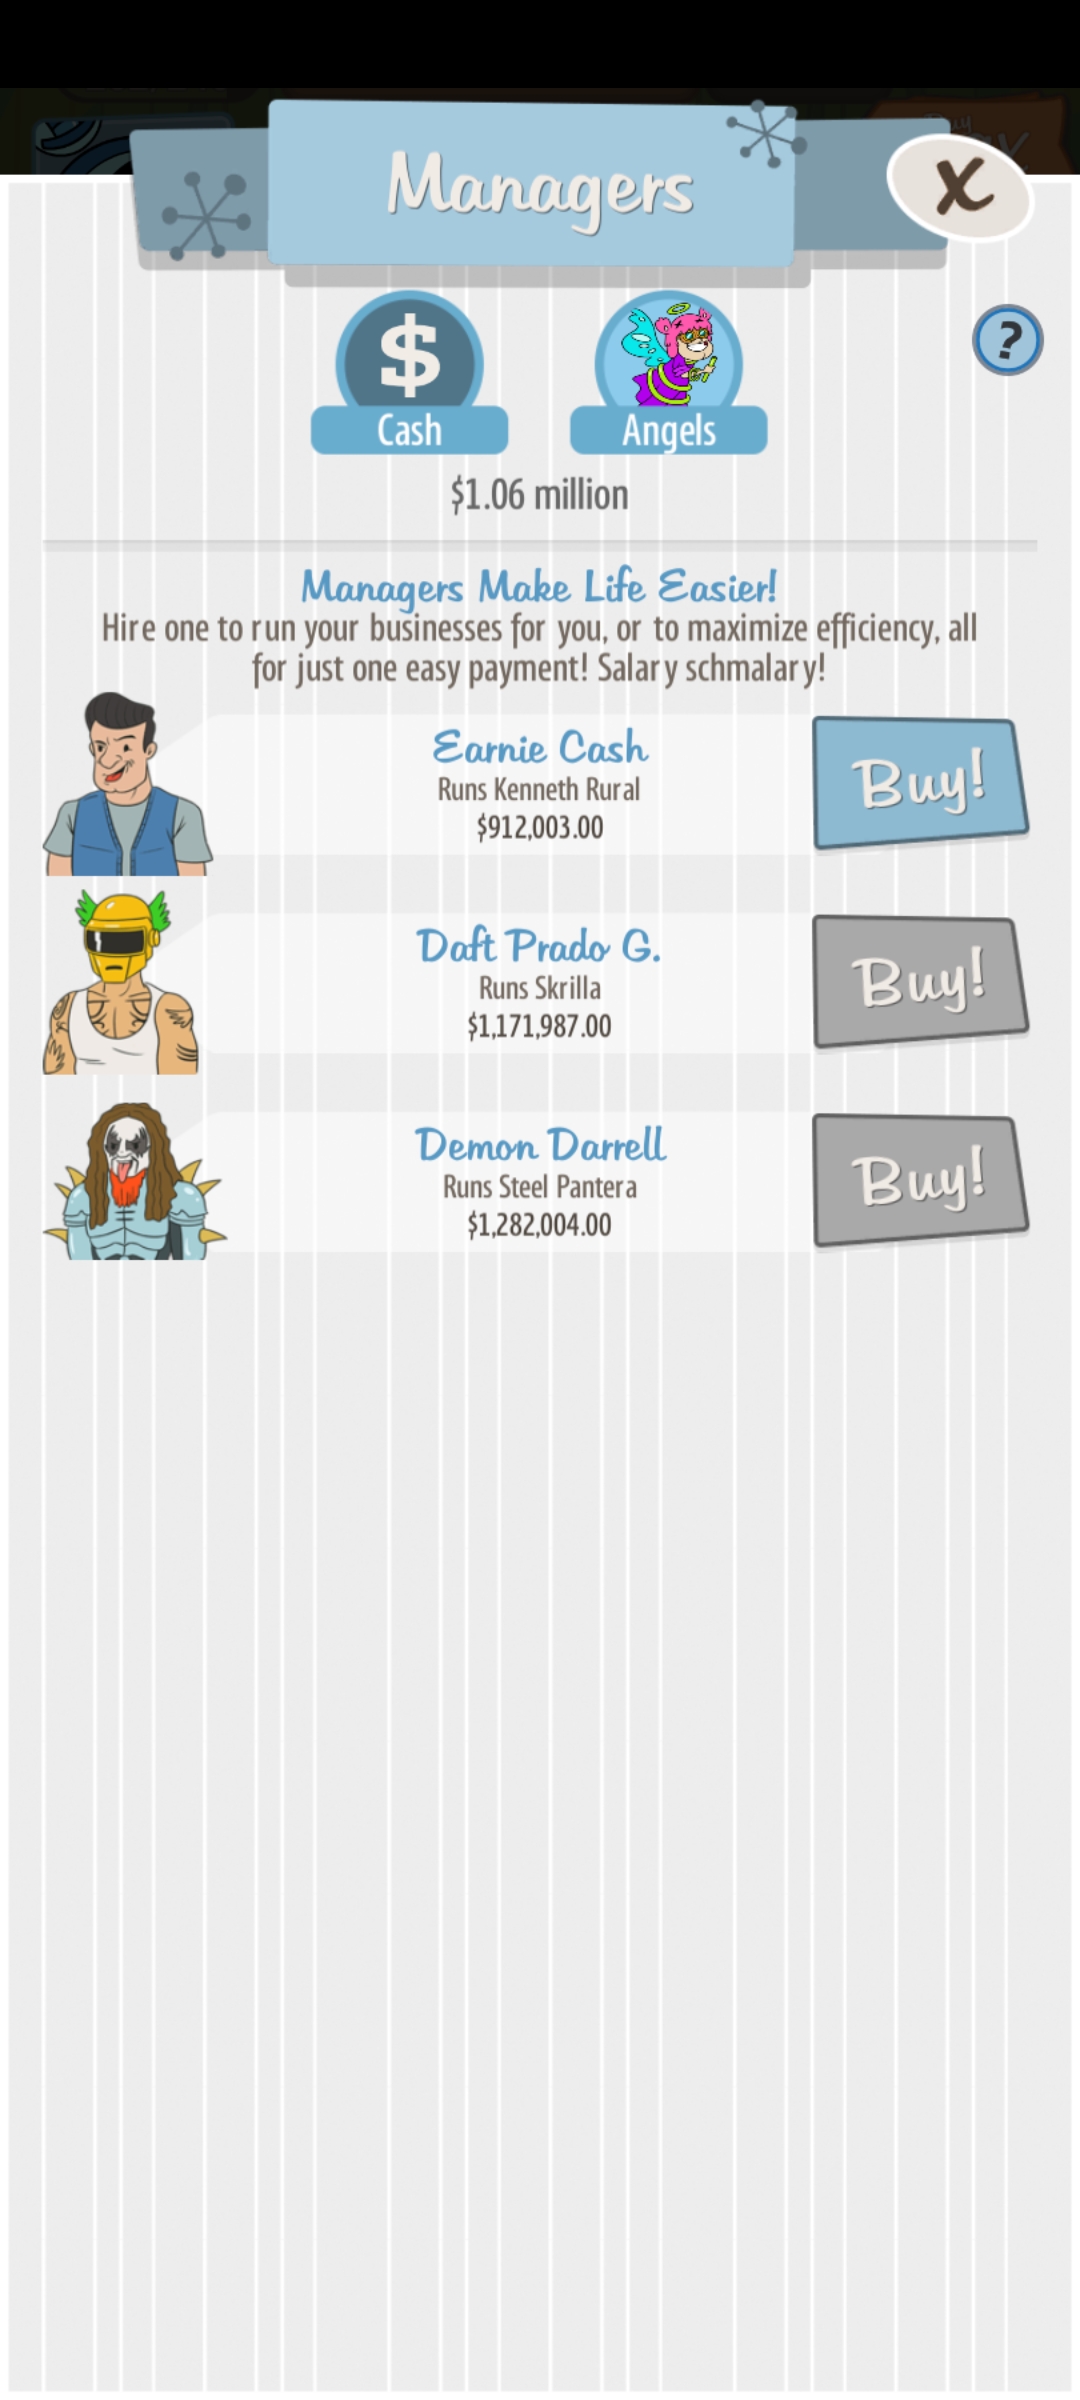 Managers
X
$
Cash
Angels
?
$1.06 million
Managers Make Life Easier!
Hire one to run your businesses for you, or to maximize efficiency, all
for just one easy payment! Salary schmalary!
Earnie Cash
Runs Kenneth Rural
$912,003.00
Buy!
Daft Prado G.
Runs Skrilla
$1,171,987.00
Buy!
Demon Darrell
Runs Steel Pantera
$1,282,004.00
Buy!